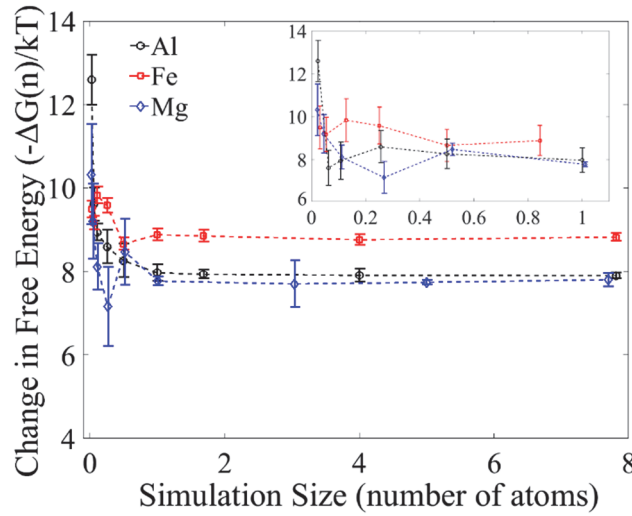 Change in Free Energy (-ΔG(n)/kT)
14
12
10
8
6
4
Al
Fe
Mg
14
12
10
8
6
0 0.2 0.4 0.6 0.8 1
0 2 4 6 8
Simulation Size (number of atoms)